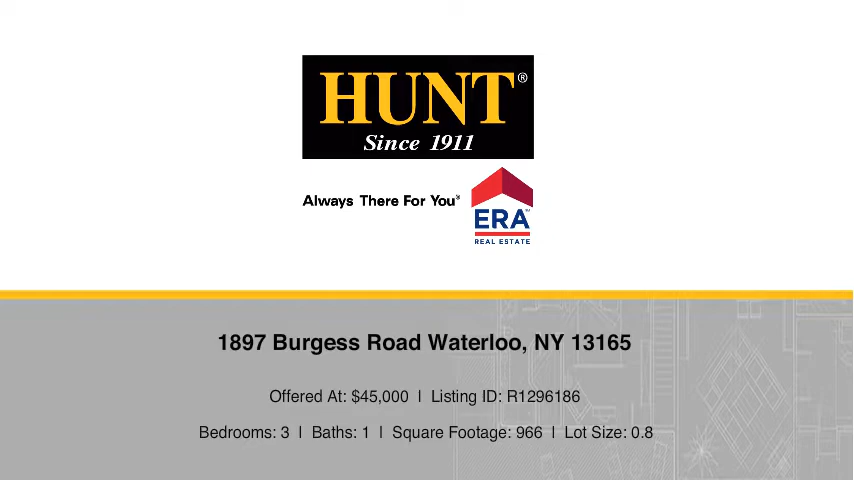 HUNT®
Since 1911
Always There For You®
ERA™
REAL ESTATE
1897 Burgess Road Waterloo, NY 13165
Offered At: $45,000 | Listing ID: R1296186
Bedrooms: 3 | Baths: 1 | Square Footage: 966 | Lot Size: 0.8